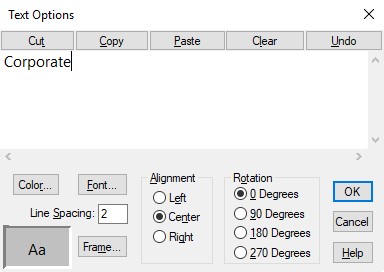 Text Options
Cut Copy Paste Clear Undo
Corporate
Color... Font...
Line Spacing: 2
Aa Frame...
Alignment
Left
Center
Right
Rotation
0 Degrees
90 Degrees
180 Degrees
270 Degrees
OK
Cancel
Help